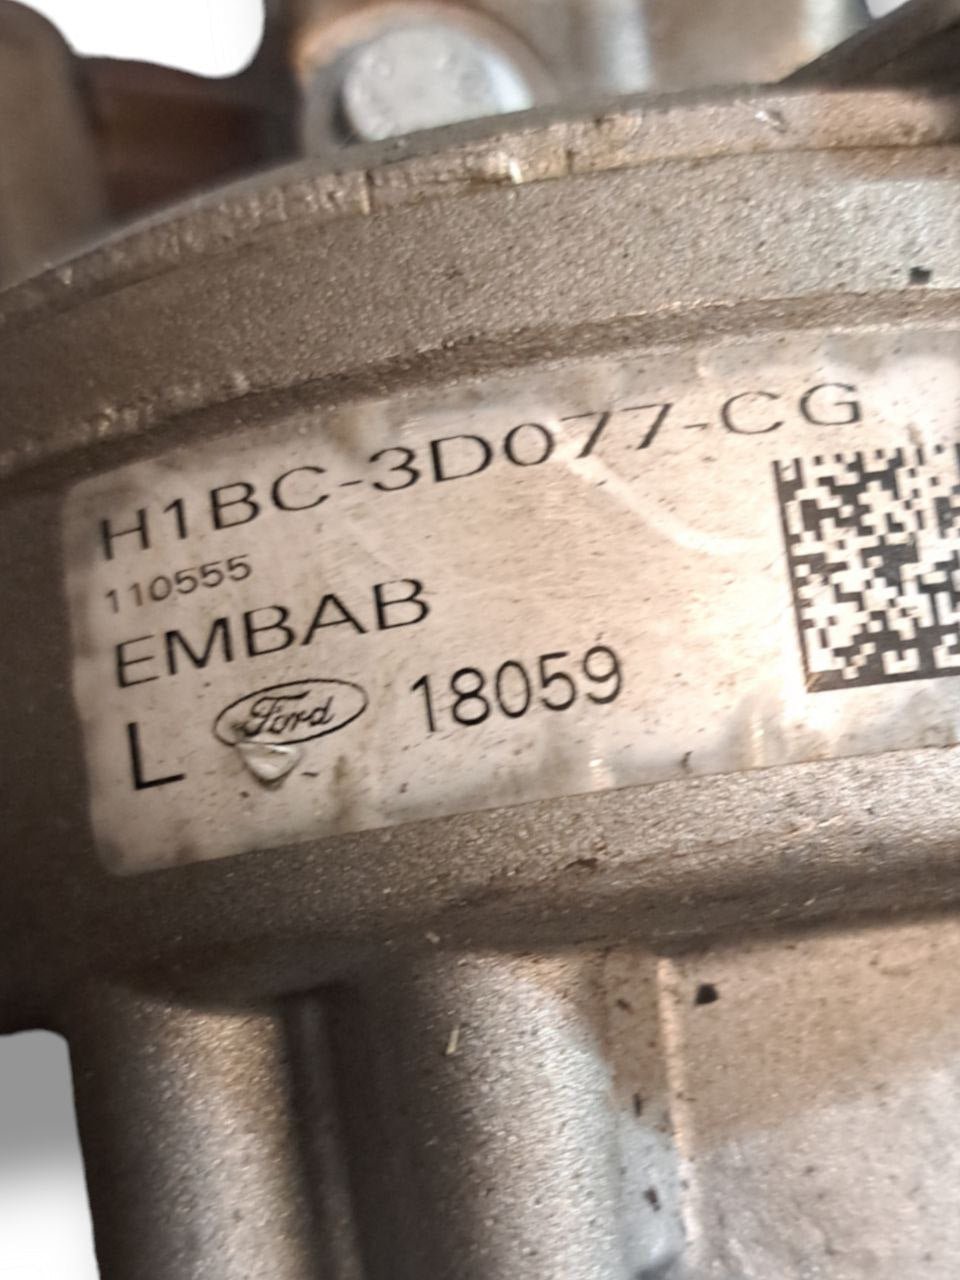 H1BC-3D077-CG
110555
EMBAB
L Ford 18059